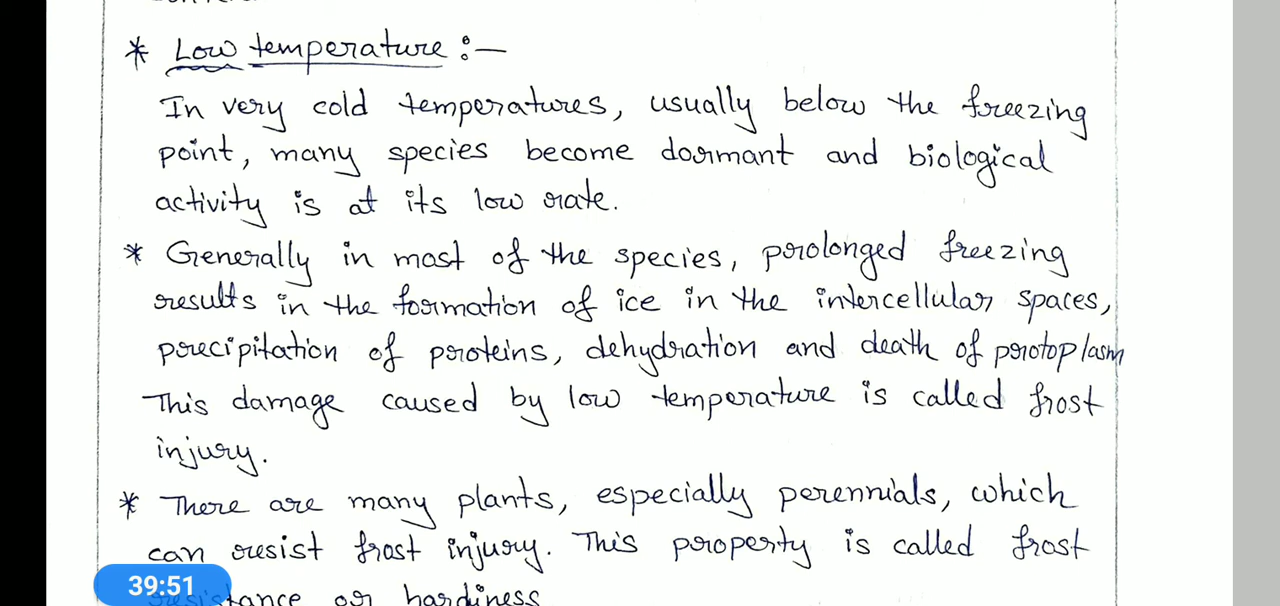 * Low temperature :-
In very cold temperatures, usually below the freezing
point, many species become dormant and biological
activity is at its low rate.
* Generally in most of the species, prolonged freezing
results in the formation of ice in the intercellular spaces,
precipitation of proteins, dehydration and death of protoplasm
This damage caused by low temperature is called frost
injury.
* There are many plants, especially perennials, which
can resist frost injury. This property is called frost
39:51
resistance or hardiness